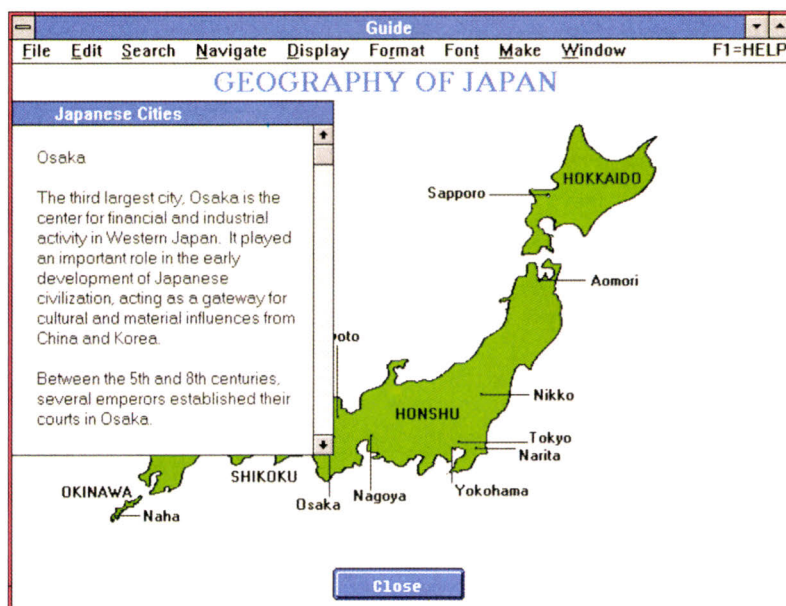 Guide
File Edit Search Navigate Display Format Font Make Window F1=HELP
GEOGRAPHY OF JAPAN
Japanese Cities
Osaka
The third largest city, Osaka is the
center for financial and industrial
activity in Western Japan. It played
an important role in the early
development of Japanese
civilization, acting as a gateway for
cultural and material influences from
China and Korea.
Between the 5th and 8th centuries,
several emperors established their
courts in Osaka.
HOKKAIDO
Sapporo
Aomori
oto
Nikko
HONSHU
Tokyo
Narita
SHIKOKU
Yokohama
Nagoya
Osaka
OKINAWA
Naha
Close